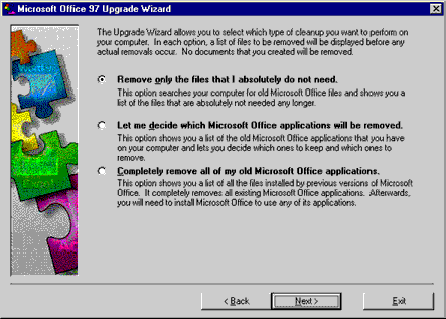 Microsoft Office 97 Upgrade Wizard
The Upgrade Wizard allows you to select which type of cleanup you want to perform on
your computer. In each option, a list of files to be removed will be displayed before any
actual removals occur. No documents that you created will be removed.
Remove only the files that I absolutely do not need.
This option searches your computer for old Microsoft Office files and shows you a
list of the files that are absolutely not needed any longer.
Let me decide which Microsoft Office applications will be removed.
This option shows you a list of the old Microsoft Office applications that you have
on your computer and lets you decide which ones to keep and which ones to
remove.
Completely remove all of my old Microsoft Office applications.
This option shows you a list of all the files installed by previous versions of Microsoft
Office. It completely removes all existing Microsoft Office applications. Afterwards,
you will need to install Microsoft Office to use any of its applications.
< Back
Next >
Exit